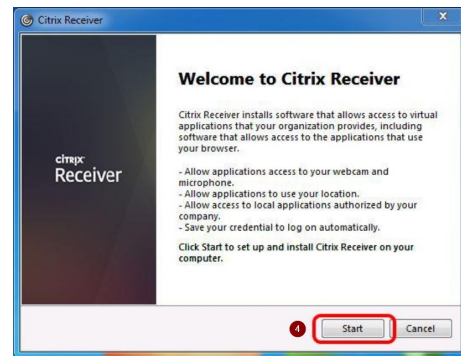 Citrix Receiver
X
Welcome to Citrix Receiver
Citrix Receiver installs software that allows access to virtual
applications that your organization provides, including
software that allows access to the applications that use
your browser.
- Allow applications access to your webcam and
microphone.
- Allow applications to use your location.
- Allow access to local applications authorized by your
company.
- Save your credential to log on automatically.
Click Start to set up and install Citrix Receiver on your
computer.
CITRIX
Receiver
4
Start
Cancel